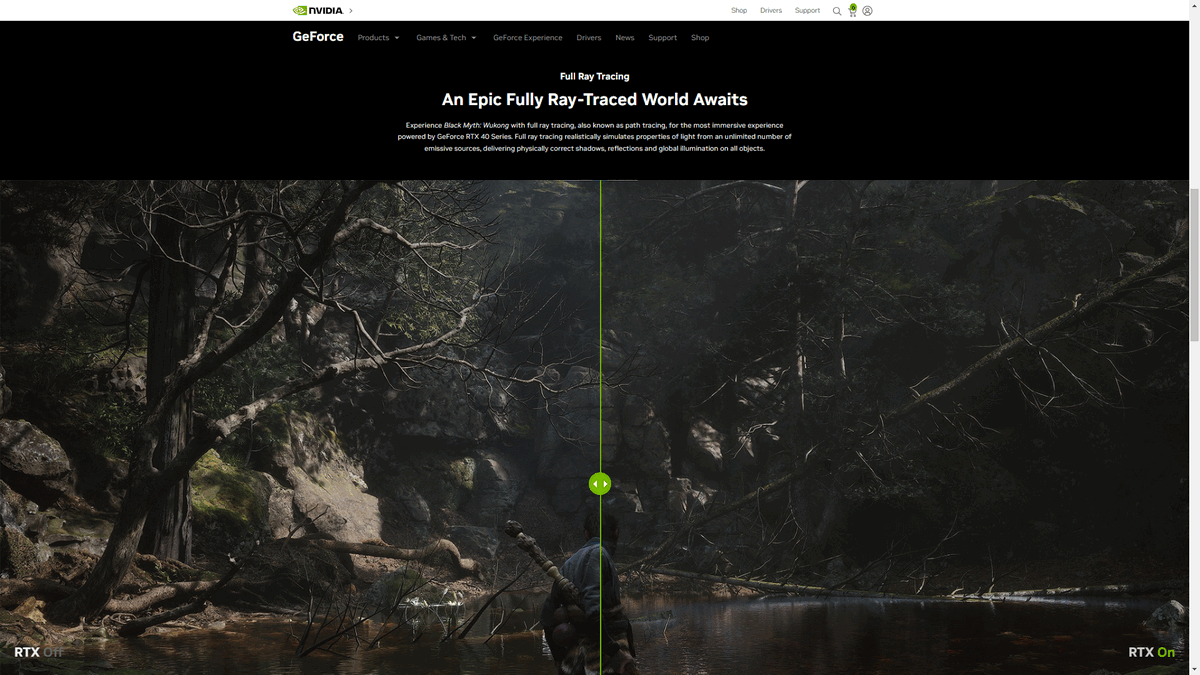 NVIDIA.
Shop Drivers Support
0
GeForce Products Games & Tech GeForce Experience Drivers News Support Shop
Full Ray Tracing
An Epic Fully Ray-Traced World Awaits
Experience Black Myth: Wukong with full ray tracing, also known as path tracing, for the most immersive experience
powered by GeForce RTX 40 Series. Full ray tracing realistically simulates properties of light from an unlimited number of
emissive sources, delivering physically correct shadows, reflections and global illumination on all objects.
RTX Off
RTX On